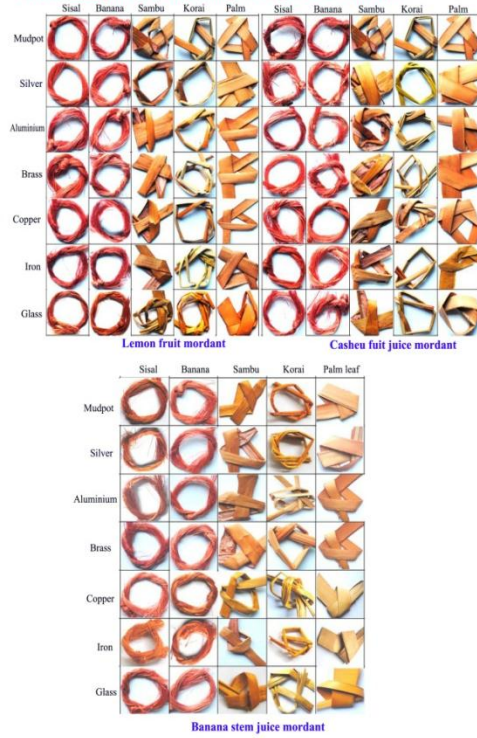 Sisal Banana Sambu Korai Palm Sisal Banana Sambu Korai Palm
Mudpot
Silver
Aluminium
Brass
Copper
Iron
Glass
Lemon fruit mordant Casheu fuit juice mordant
Sisal Banana Sambu Korai Palm leaf
Mudpot
Silver
Aluminium
Brass
Copper
Iron
Glass
Banana stem juice mordant